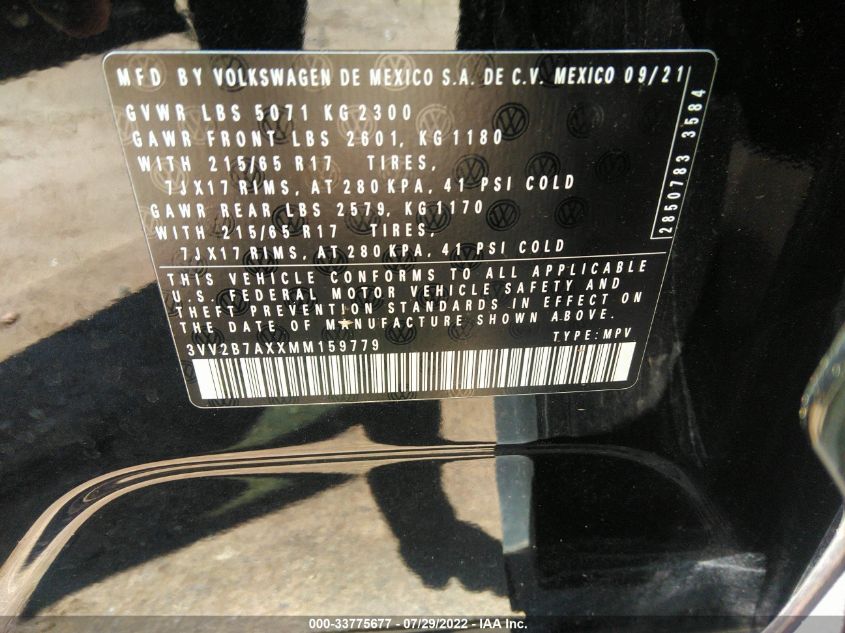 MFD BY VOLKSWAGEN DE MEXICO S.A. DE C.V. MEXICO 09/21
GVWR LBS 5071 KG 2300
GAWR FRONT LBS 2601, KG 1180
WITH 215/65 R17 TIRES,
7JX17 RIMS, AT 280 KPA, 41 PSI COLD
GAWR REAR LBS 2579, KG 1170
WITH 215/65 R17 TIRES,
7JX17 RIMS, AT 280 KPA, 41 PSI COLD
2850783 3584
THIS VEHICLE CONFORMS TO ALL APPLICABLE
U.S. FEDERAL MOTOR VEHICLE SAFETY AND
THEFT PREVENTION STANDARDS IN EFFECT ON
THE DATE OF MANUFACTURE SHOWN ABOVE.
3VV2B7AXXMM159779 TYPE: MPV
000-33775677 / 07/29/2022 - IAA Inc.